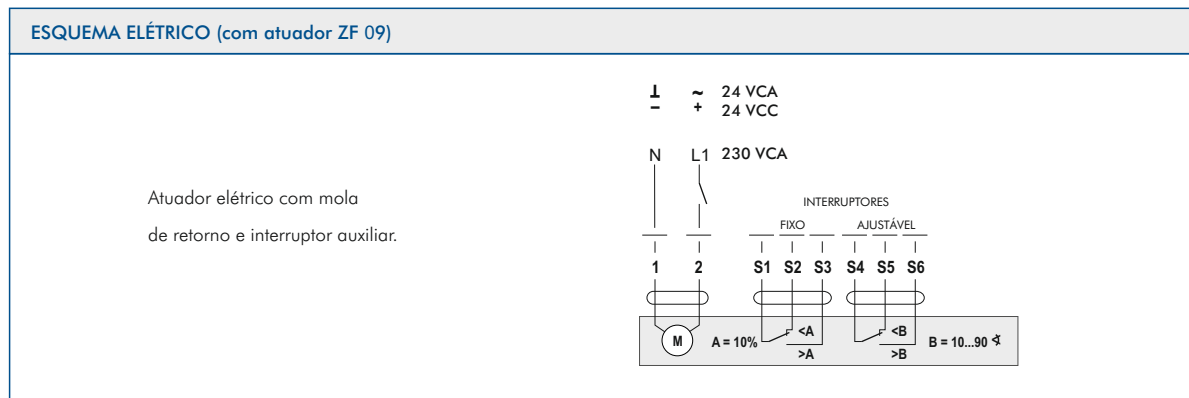 ESQUEMA ELÉTRICO (com atuador ZF 09)
⊥ ~ 24 VCA
− + 24 VCC
N L1 230 VCA
Atuador elétrico com mola
de retorno e interruptor auxiliar.
INTERRUPTORES
FIXO AJUSTÁVEL
1 2 S1 S2 S3 S4 S5 S6
M A = 10% <A >A <B >B B = 10...90 ∢